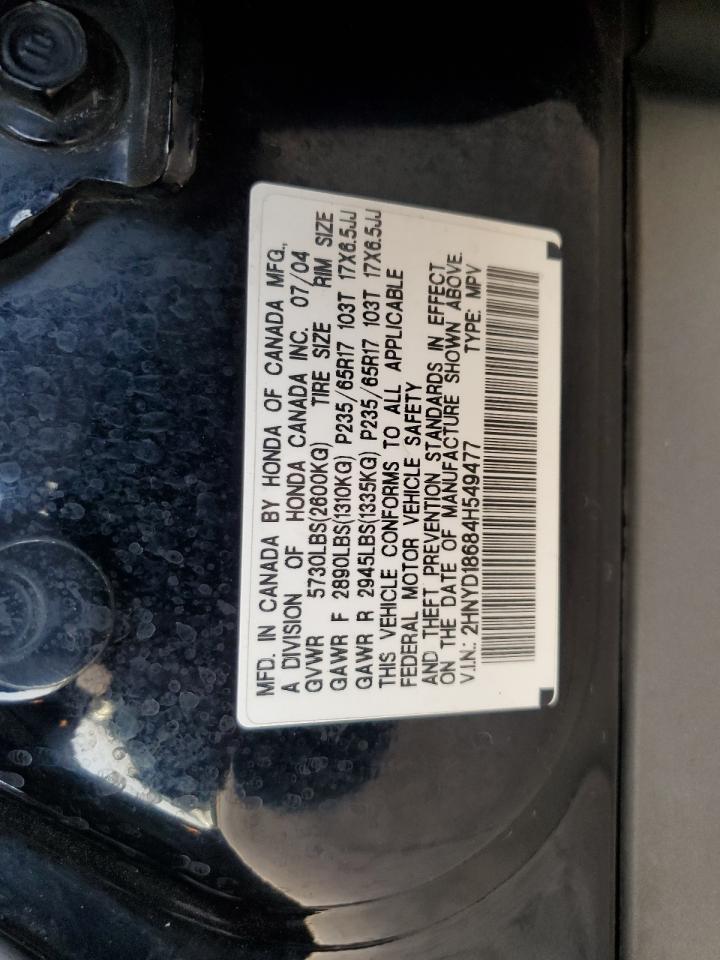 MFD. IN CANADA BY HONDA OF CANADA MFG.,
A DIVISION OF HONDA CANADA INC. 07/04
GVWR 5730LBS(2600KG) TIRE SIZE RIM SIZE
GAWR F 2890LBS(1310KG) P235/65R17 103T 17X6.5JJ
GAWR R 2945LBS(1335KG) P235/65R17 103T 17X6.5JJ
THIS VEHICLE CONFORMS TO ALL APPLICABLE
FEDERAL MOTOR VEHICLE SAFETY
AND THEFT PREVENTION STANDARDS IN EFFECT
ON THE DATE OF MANUFACTURE SHOWN ABOVE.
V.I.N.: 2HNYD18684H549477 TYPE: MPV